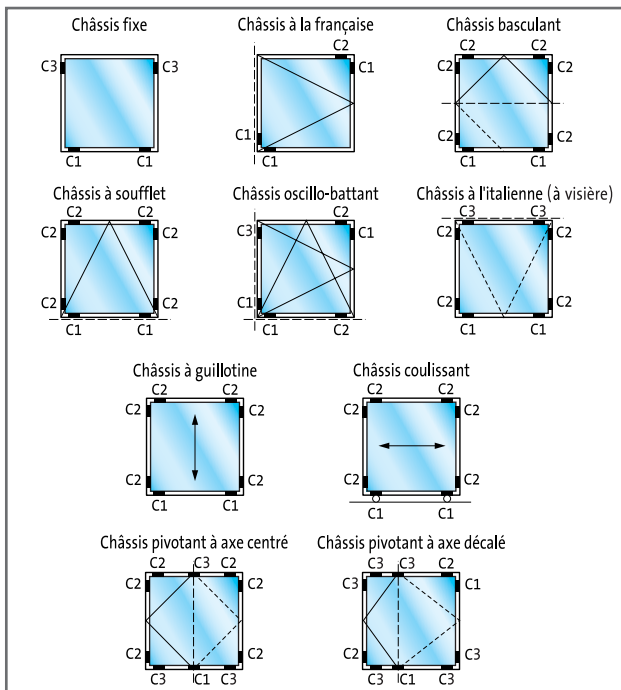 Châssis fixe
C3 C3
C1 C1
Châssis à la française
C2
C1
C1
C1
Châssis basculant
C2 C2
C2 C2
C2 C2
C1 C1
Châssis à soufflet
C2 C2
C2 C2
C2 C2
C1 C1
Châssis oscillo-battant
C2 C2
C3 C1
C1 C1
C1 C2
Châssis à l'italienne (à visière)
C3 C3
C2 C2
C2 C2
C1 C1
Châssis à guillotine
C2 C2
C2 C2
C2 C2
C1 C1
Châssis coulissant
C2 C2
C2 C2
C2 C2
C1 C1
Châssis pivotant à axe centré
C2 C3 C2
C2 C2
C2 C2
C3 C1 C3
Châssis pivotant à axe décalé
C3 C3 C2
C3 C1
C3 C2
C3 C1 C3